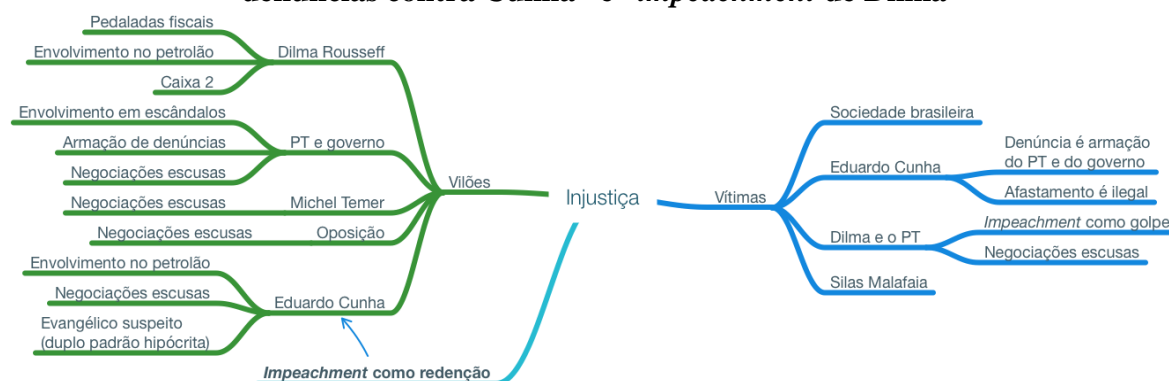 denúncias contra Cunha" e "impeachment de Dilma"
Pedaladas fiscais
Envolvimento no petrolão
Caixa 2
Dilma Rousseff
Envolvimento em escândalos
Armação de denúncias
Negociações escusas
PT e governo
Negociações escusas
Michel Temer
Negociações escusas
Oposição
Envolvimento no petrolão
Negociações escusas
Evangélico suspeito
(duplo padrão hipócrita)
Eduardo Cunha
Vilões
Impeachment como redenção
Injustiça
Vítimas
Sociedade brasileira
Eduardo Cunha
Denúncia é armação
do PT e do governo
Afastamento é ilegal
Dilma e o PT
Impeachment como golpe
Negociações escusas
Silas Malafaia